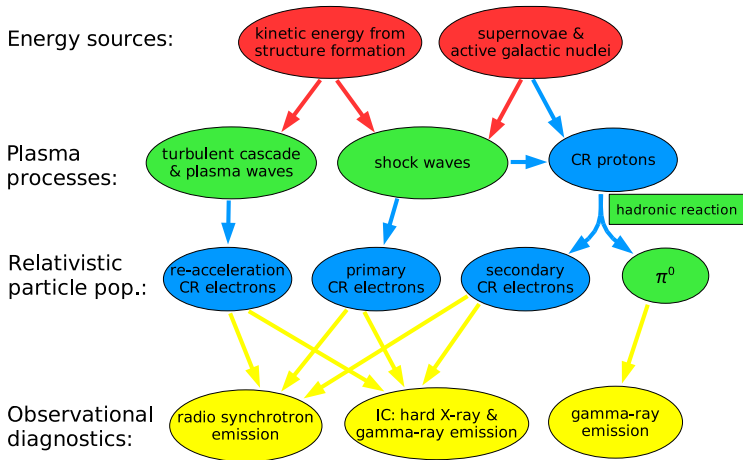 Energy sources:
kinetic energy from
structure formation
supernovae &
active galactic nuclei
Plasma
processes:
turbulent cascade
& plasma waves
shock waves
CR protons
hadronic reaction
Relativistic
particle pop.:
re-acceleration
CR electrons
primary
CR electrons
secondary
CR electrons
π⁰
Observational
diagnostics:
radio synchrotron
emission
IC: hard X-ray &
gamma-ray emission
gamma-ray
emission